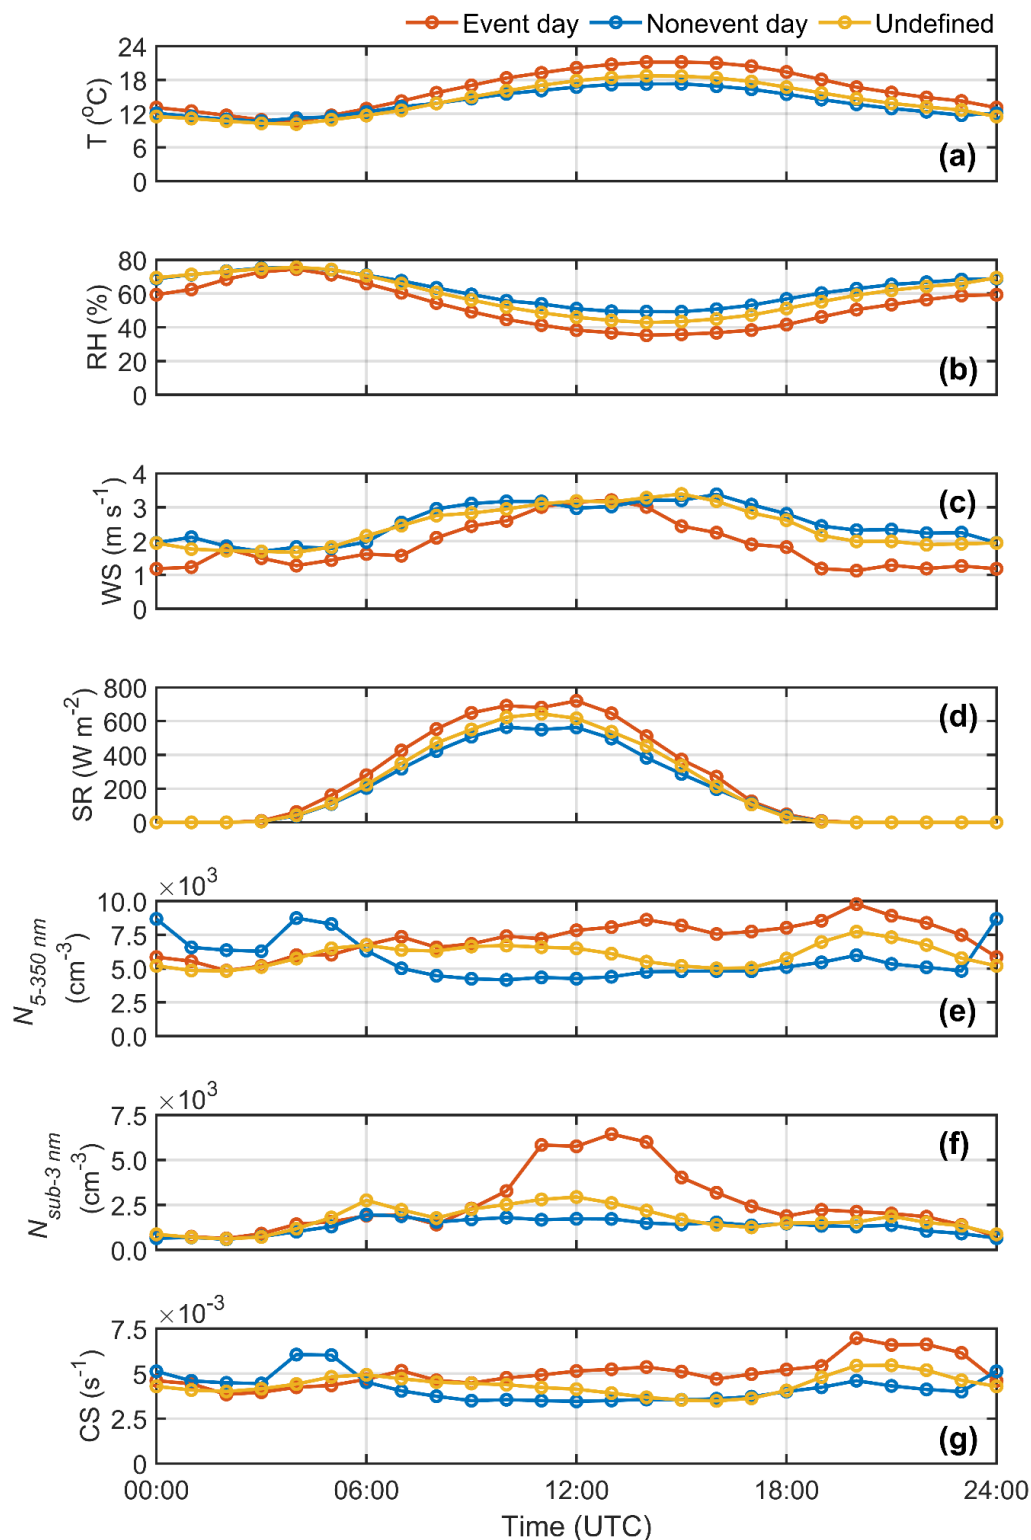 Event day Nonevent day Undefined
24
18
12
6
0
T (°C)
(a)
80
60
40
20
0
RH (%)
(b)
4
3
2
1
0
WS (m s⁻¹)
(c)
800
600
400
200
0
SR (W m⁻²)
(d)
×10³
10.0
7.5
5.0
2.5
0.0
N5-350 nm
(cm⁻³)
(e)
×10³
7.5
5.0
2.5
0.0
Nsub-3 nm
(cm⁻³)
(f)
×10⁻³
7.5
5
2.5
0
CS (s⁻¹)
(g)
00:00 06:00 12:00 18:00 24:00
Time (UTC)